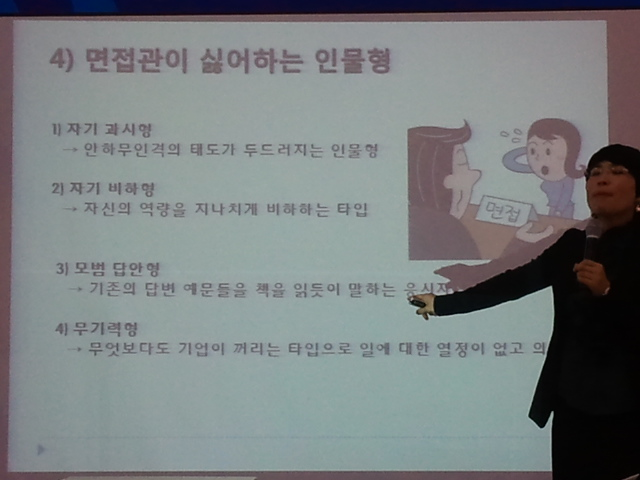 4) 면접관이 싫어하는 인물형
1) 자기 과시형
→ 안하무인격의 태도가 두드러지는 인물형
2) 자기 비하형
→ 자신의 역량을 지나치게 비하하는 타입
면접
3) 모범 답안형
→ 기존의 답변 예문들을 책을 읽듯이 말하는 응시자
4) 무기력형
→ 무엇보다도 기업이 꺼리는 타입으로 일에 대한 열정이 없고 의